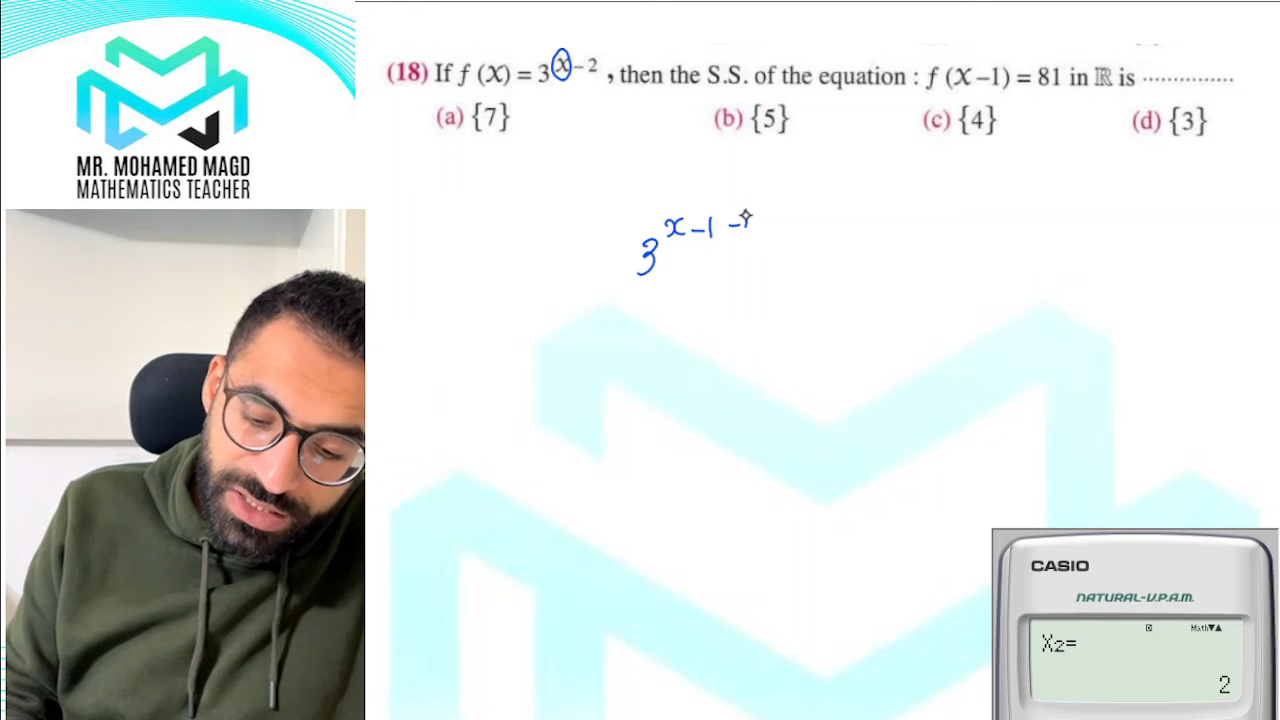 MR. MOHAMED MAGD
MATHEMATICS TEACHER
(18) If f (X) = 3^X – 2 , then the S.S. of the equation : f (X –1) = 81 in ℝ is ...............
(a) {7} (b) {5} (c) {4} (d) {3}
3^x – 1 –
CASIO
NATURAL-V.P.A.M.
Math▼▲
X₂=
2